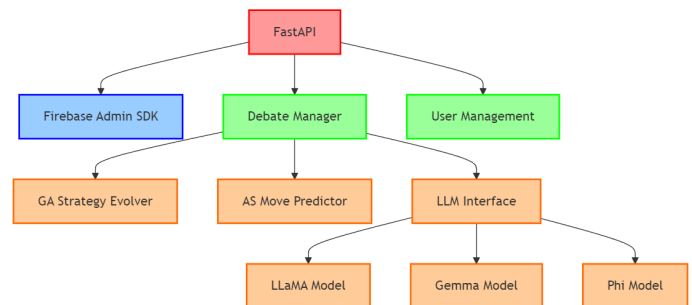 FastAPI
Firebase Admin SDK
Debate Manager
User Management
GA Strategy Evolver
AS Move Predictor
LLM Interface
LLaMA Model
Gemma Model
Phi Model